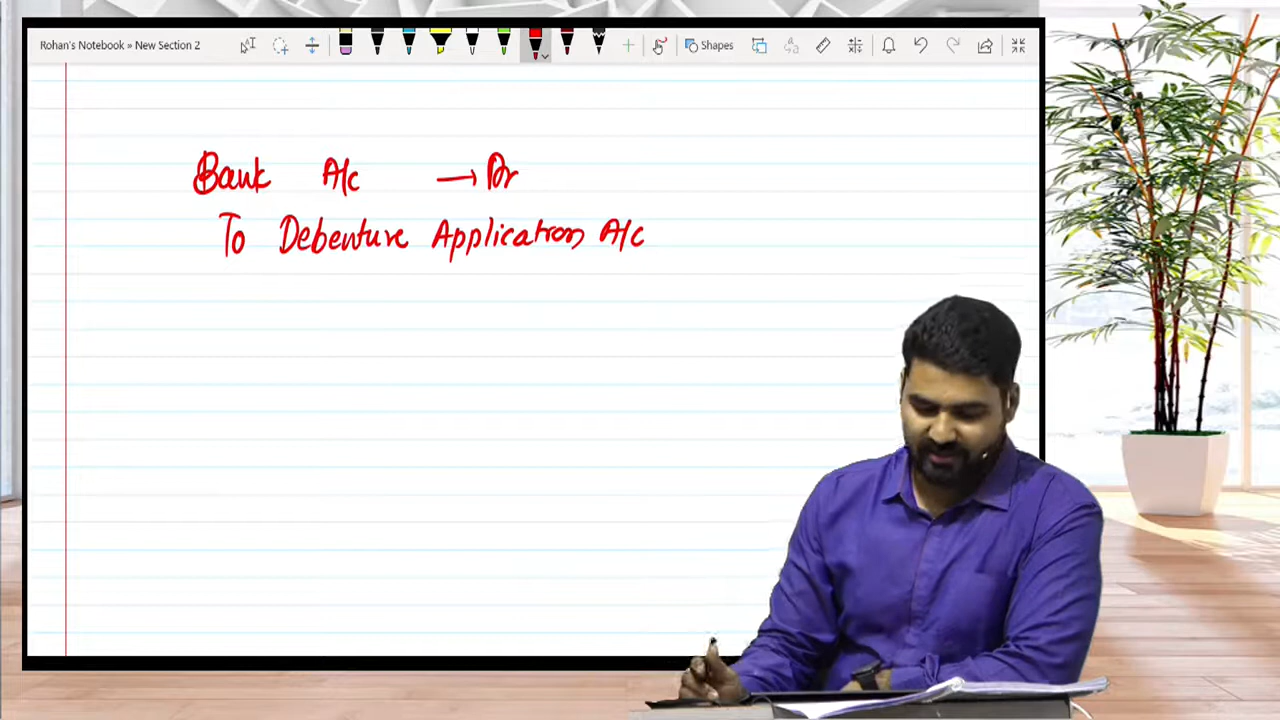 Rohan's Notebook » New Section 2
Shapes
Bank A/c → Dr
To Debenture Application A/c